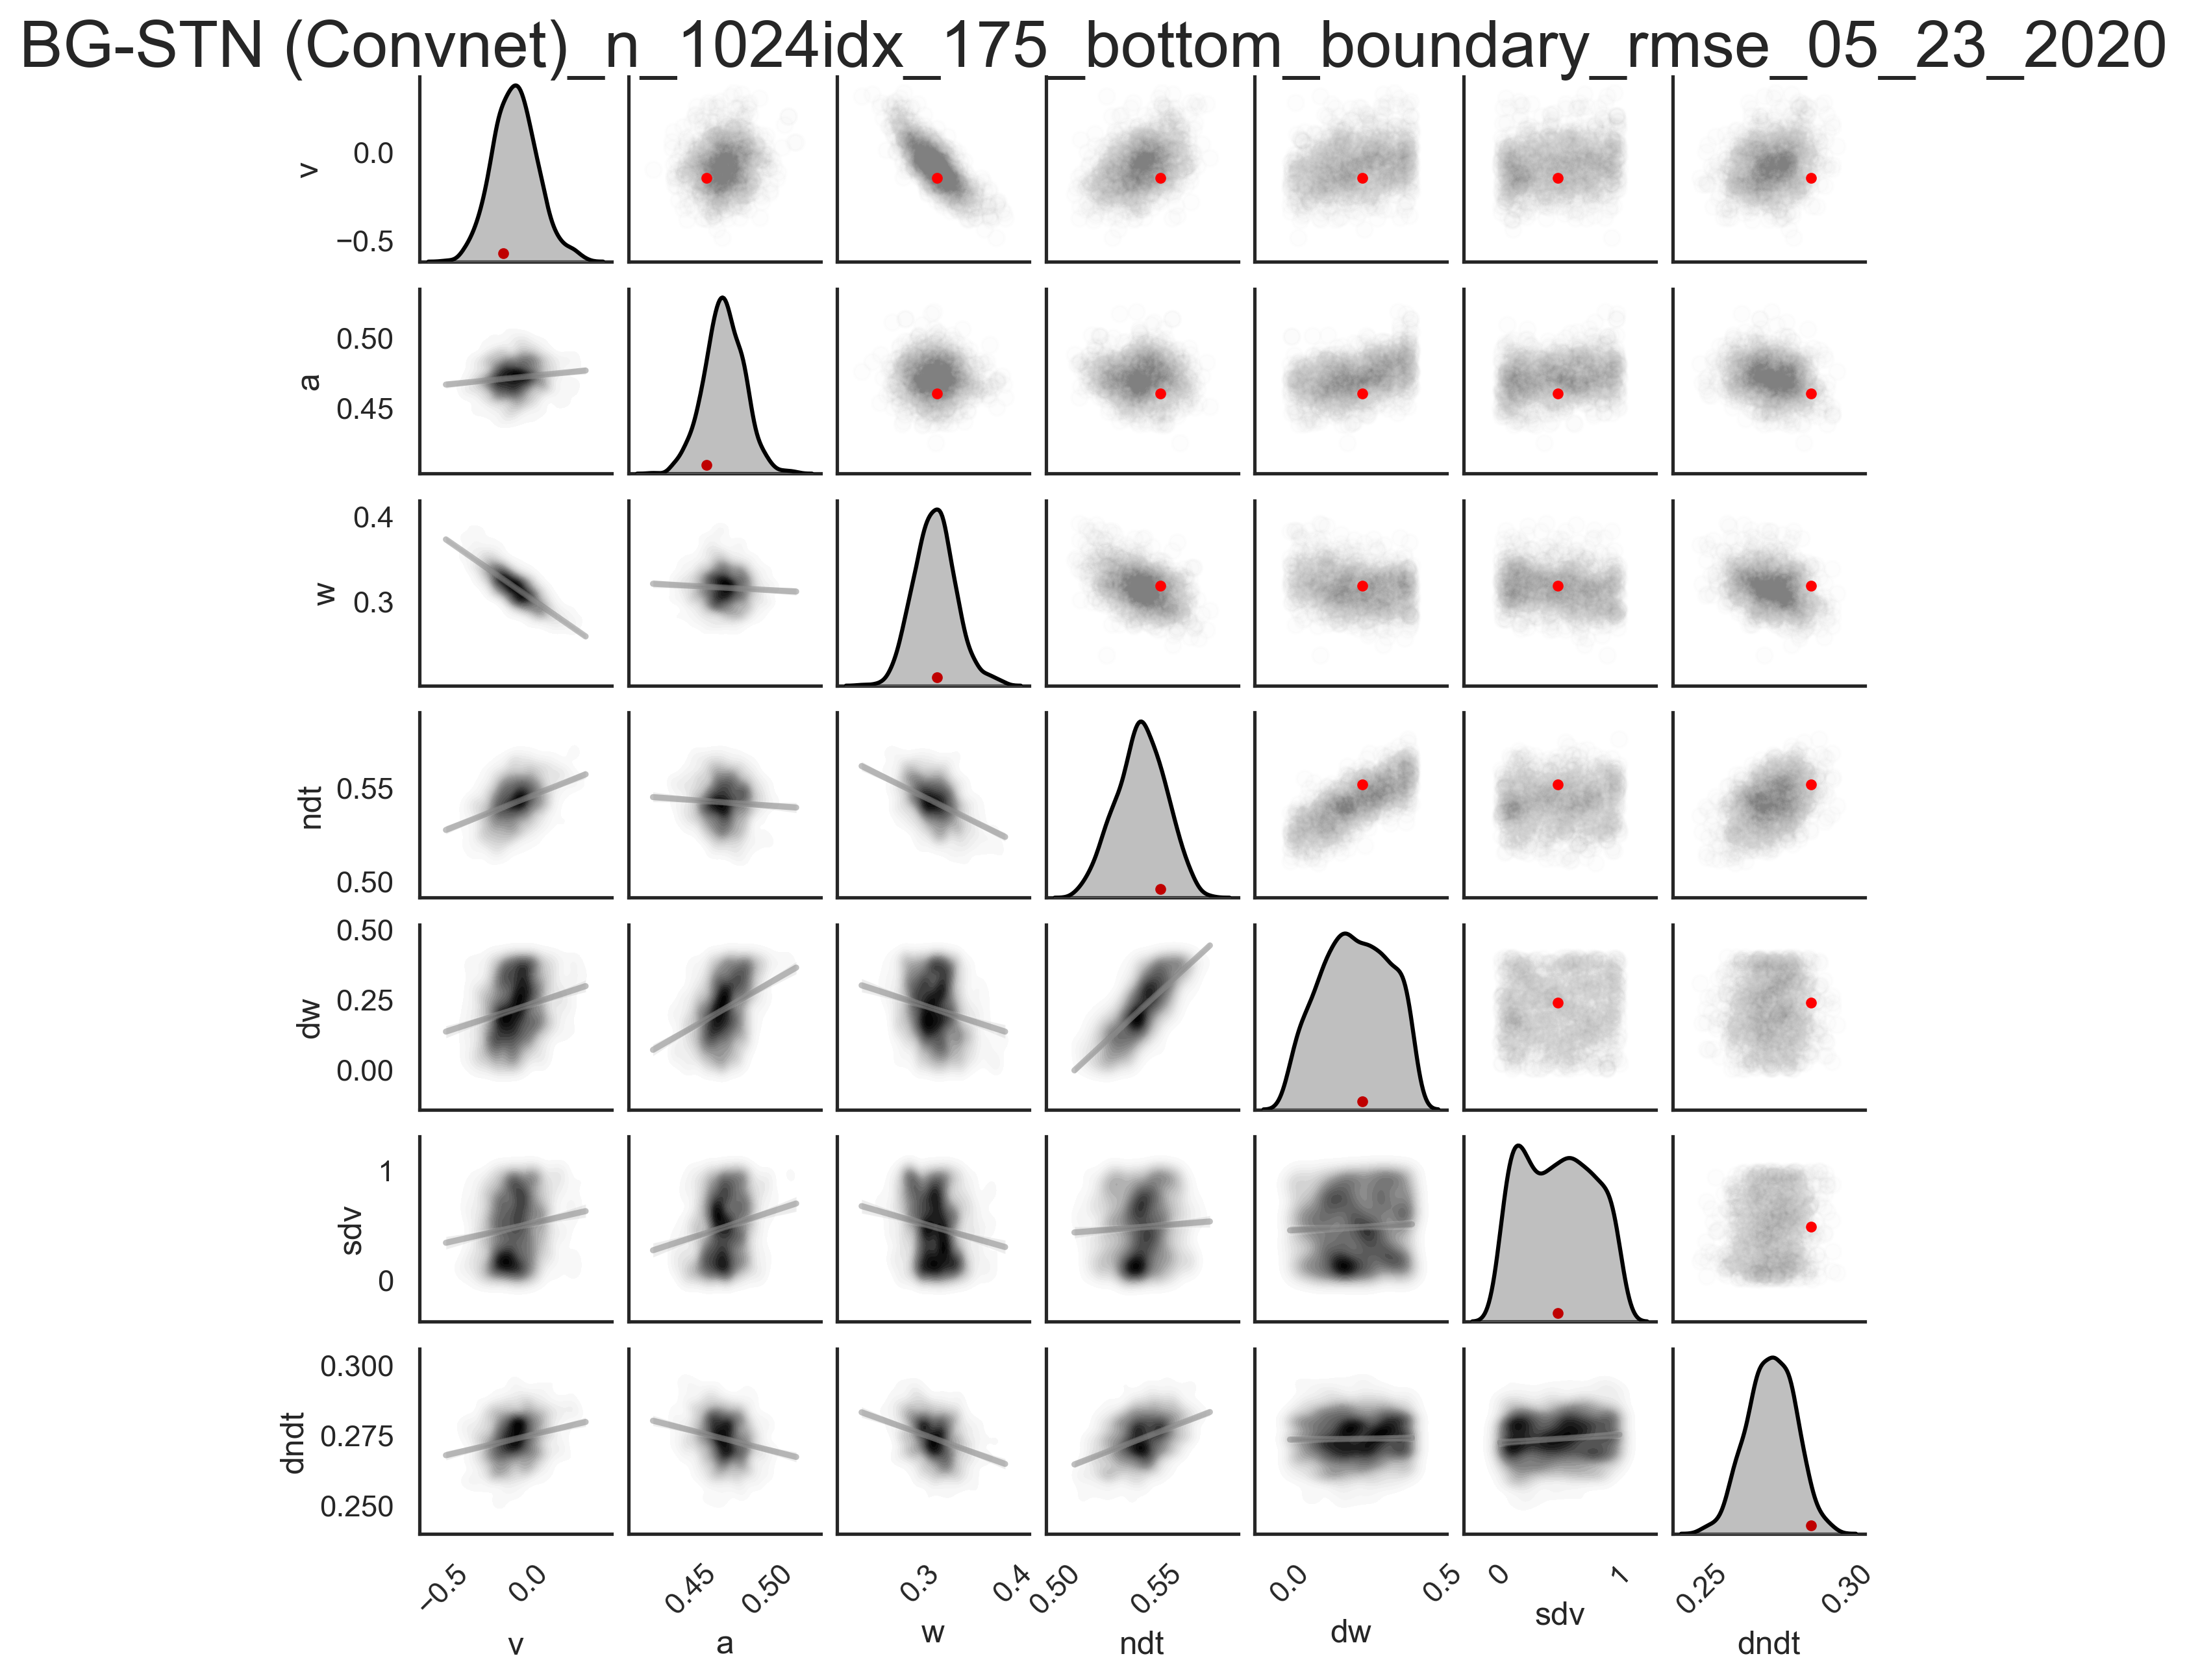 BG-STN (Convnet)_n_1024idx_175_bottom_boundary_rmse_05_23_2020
v
0.0
−0.5
a
0.50
0.45
w
0.4
0.3
ndt
0.55
0.50
dw
0.50
0.25
0.00
sdv
1
0
dndt
0.300
0.275
0.250
−0.5 0.0 0.45 0.50 0.3 0.4 0.50 0.55 0.0 0.5 0 1 0.25 0.30
v a w ndt dw sdv dndt